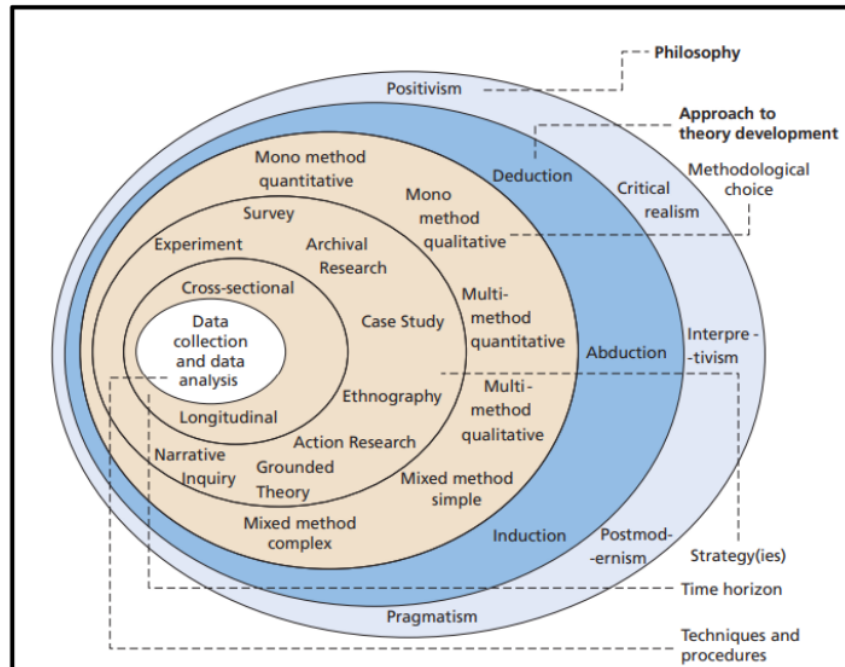 Philosophy
Positivism
Approach to
theory development
Mono method
quantitative
Deduction
Methodological
choice
Critical
realism
Mono
method
qualitative
Survey
Experiment
Archival
Research
Cross-sectional
Data
collection
and data
analysis
Case Study
Multi-
method
quantitative
Abduction
Interpre -
-tivism
Ethnography
Multi-
method
qualitative
Longitudinal
Action Research
Narrative
Inquiry
Grounded
Theory
Mixed method
simple
Mixed method
complex
Induction
Postmod-
-ernism
Strategy(ies)
Time horizon
Pragmatism
Techniques and
procedures